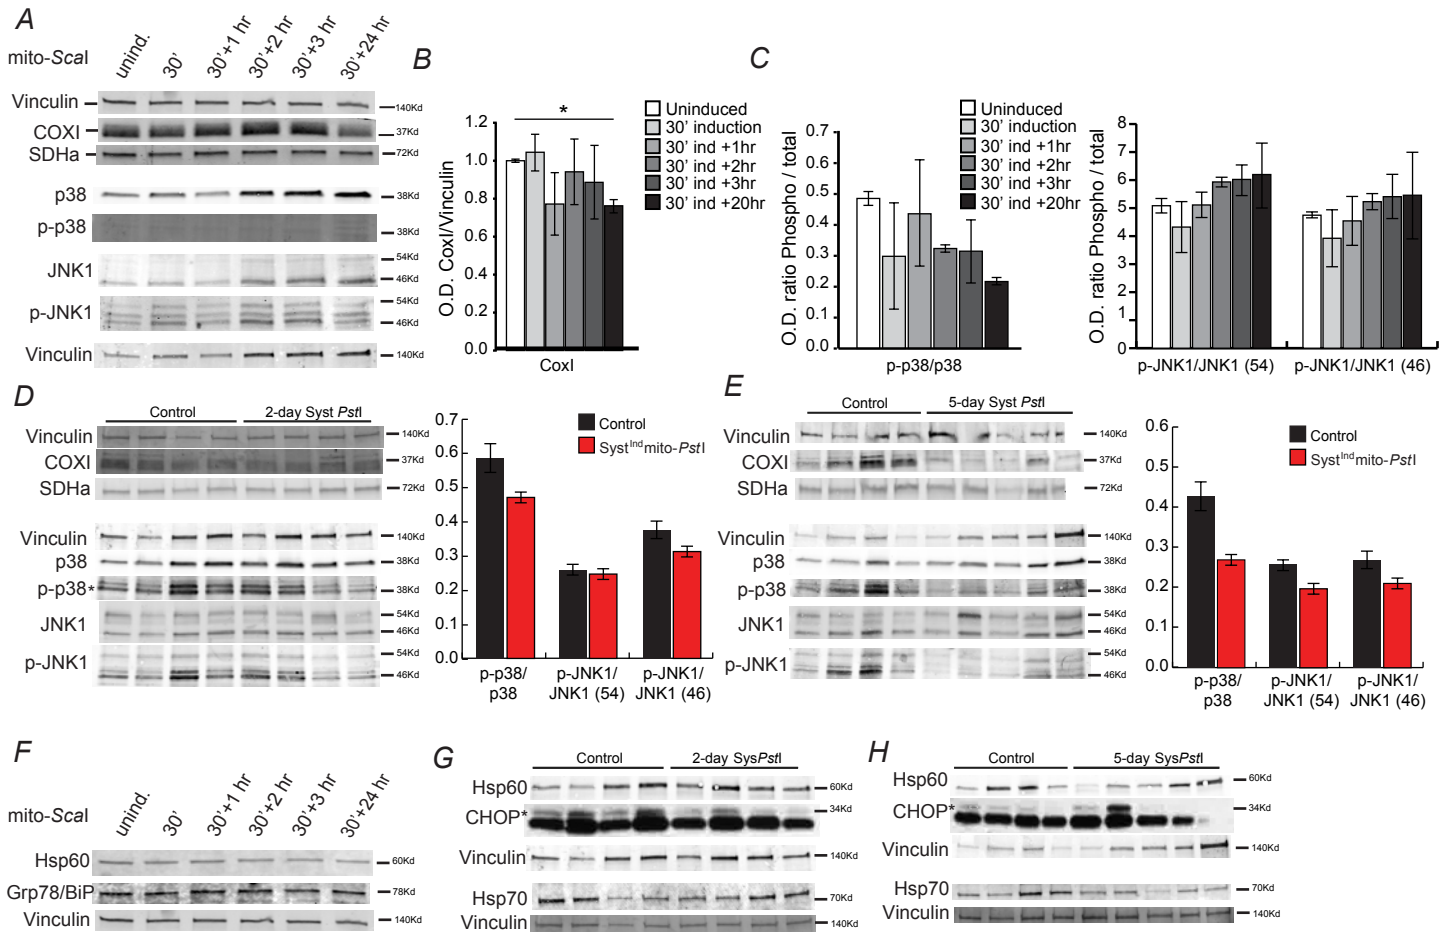 A
mito-ScaI
unind.
30'
30'+1 hr
30'+2 hr
30'+3 hr
30'+24 hr
Vinculin
140Kd
COXI
37Kd
SDHa
72Kd
p38
38Kd
p-p38
38Kd
JNK1
54Kd
46Kd
p-JNK1
54Kd
46Kd
Vinculin
140Kd
B
O.D. CoxI/Vinculin
1.2
1.0
0.8
0.6
0.4
0.2
0.0
*
CoxI
Uninduced
30' induction
30' ind +1hr
30' ind +2hr
30' ind +3hr
30' ind +20hr
C
O.D. ratio Phospho / total
0.7
0.6
0.5
0.4
0.3
0.2
0.1
0.0
p-p38/p38
Uninduced
30' induction
30' ind +1hr
30' ind +2hr
30' ind +3hr
30' ind +20hr
O.D. ratio Phospho / total
8
7
6
5
4
3
2
1
0
p-JNK1/JNK1 (54)
p-JNK1/JNK1 (46)
D
Control
2-day Syst PstI
Vinculin
140Kd
COXI
37Kd
SDHa
72Kd
Vinculin
140Kd
p38
38Kd
p-p38*
38Kd
JNK1
54Kd
46Kd
p-JNK1
54Kd
46Kd
0.7
0.6
0.5
0.4
0.3
0.2
0.1
0.0
Control
SystIndmito-PstI
p-p38/
p38
p-JNK1/
JNK1 (54)
p-JNK1/
JNK1 (46)
E
Control
5-day Syst PstI
Vinculin
140Kd
COXI
37Kd
SDHa
72Kd
Vinculin
140Kd
p38
38Kd
p-p38
38Kd
JNK1
54Kd
46Kd
p-JNK1
54Kd
46Kd
0.6
0.5
0.4
0.3
0.2
0.1
0.0
Control
SystIndmito-PstI
p-p38/
p38
p-JNK1/
JNK1 (54)
p-JNK1/
JNK1 (46)
F
mito-ScaI
unind.
30'
30'+1 hr
30'+2 hr
30'+3 hr
30'+24 hr
Hsp60
60Kd
Grp78/BiP
78Kd
Vinculin
140Kd
G
Control
2-day SysPstI
Hsp60
60Kd
CHOP*
34Kd
Vinculin
140Kd
Hsp70
70Kd
Vinculin
140Kd
H
Control
5-day SysPstI
Hsp60
60Kd
CHOP*
34Kd
Vinculin
140Kd
Hsp70
70Kd
Vinculin
140Kd